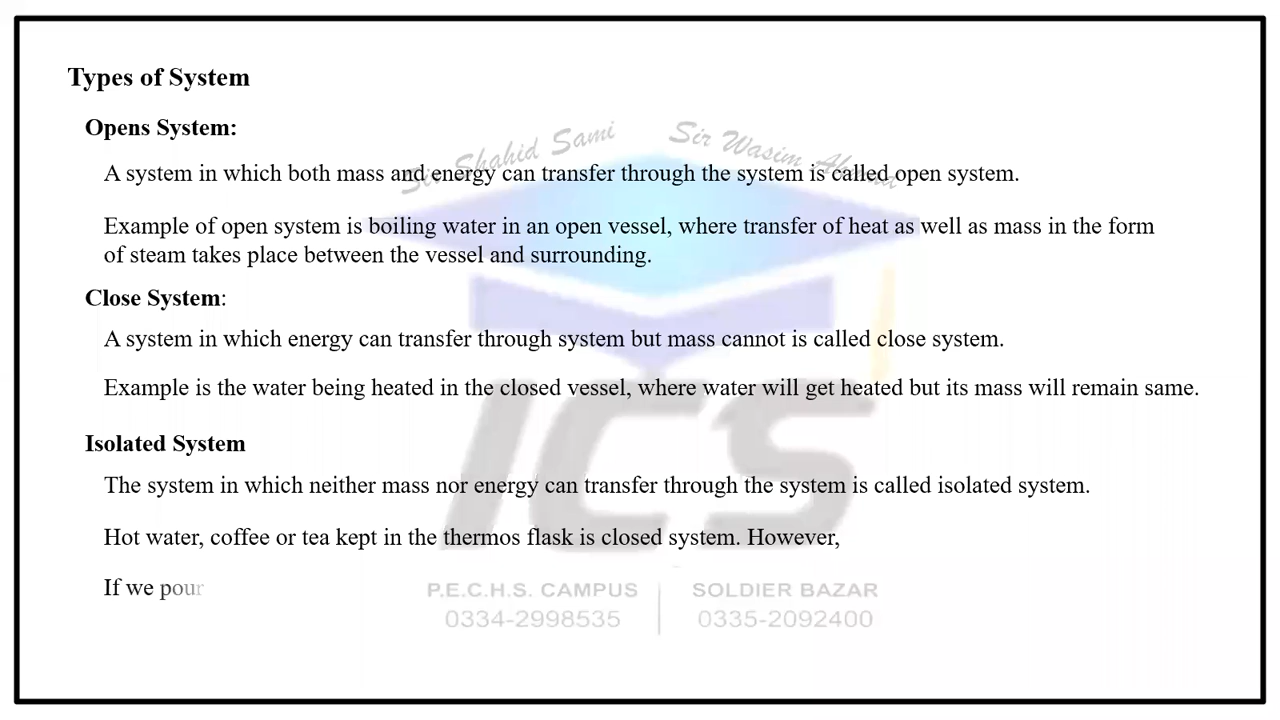 Types of System
Opens System:
Sir Shahid Sami Sir Wasim Ahmed
A system in which both mass and energy can transfer through the system is called open system.
Example of open system is boiling water in an open vessel, where transfer of heat as well as mass in the form
of steam takes place between the vessel and surrounding.
Close System:
A system in which energy can transfer through system but mass cannot is called close system.
Example is the water being heated in the closed vessel, where water will get heated but its mass will remain same.
ICS
Isolated System
The system in which neither mass nor energy can transfer through the system is called isolated system.
Hot water, coffee or tea kept in the thermos flask is closed system. However,
If we pour
P.E.C.H.S. CAMPUS SOLDIER BAZAR
0334-2998535 0335-2092400